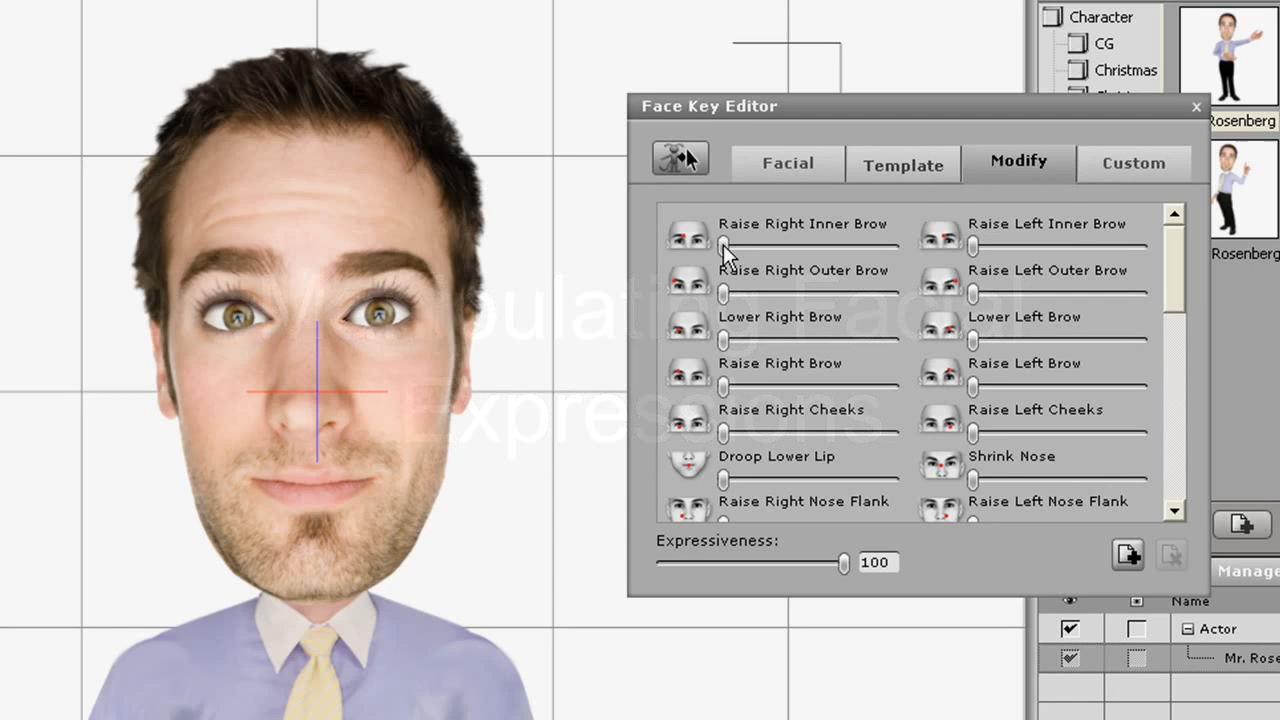 Character
CG
Christmas
Rosenberg
Rosenberg
Face Key Editor
x
Facial
Template
Modify
Custom
Raise Right Inner Brow
Raise Left Inner Brow
Raise Right Outer Brow
Raise Left Outer Brow
Lower Right Brow
Lower Left Brow
Raise Right Brow
Raise Left Brow
Raise Right Cheeks
Raise Left Cheeks
Droop Lower Lip
Shrink Nose
Raise Right Nose Flank
Raise Left Nose Flank
Expressiveness:
100
Manipulating Facial
Expressions
Manage
Name
Actor
Mr. Rose